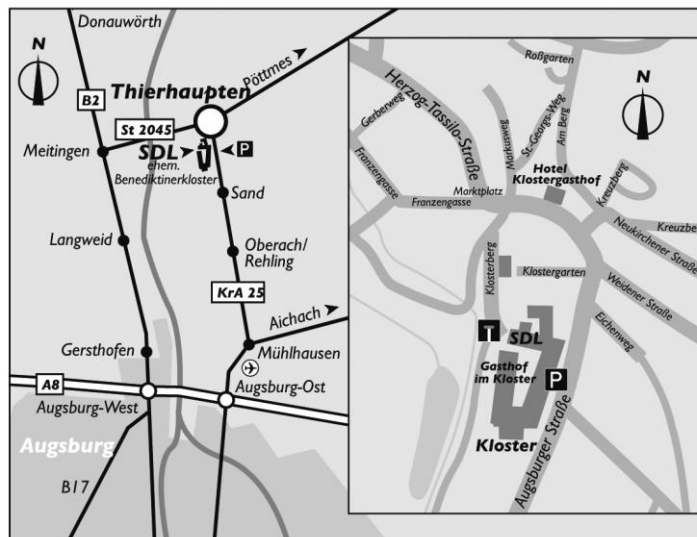 Donauwörth
N
B2
Thierhaupten
Pöttmes
St 2045
Meitingen
SDL
P
ehem.
Benediktinerkloster
Sand
Langweid
Oberach/
Rehling
KrA 25
Aichach
Gersthofen
Mühlhausen
A8
Augsburg-West
Augsburg-Ost
Augsburg
B17
Roßgarten
N
Herzog-Tassilo-Straße
Gerberweg
Markusweg
St-Georgs-Weg
Am Berg
Hotel
Klostergasthof
Franzengasse
Marktplatz
Franzengasse
Kreuzberg
Kreuzbe
Neukirchener Straße
Klosterberg
Klostergarten
Weidener Straße
SDL
Eichenweg
Gasthof
im Kloster
P
Kloster
Augsburger Straße